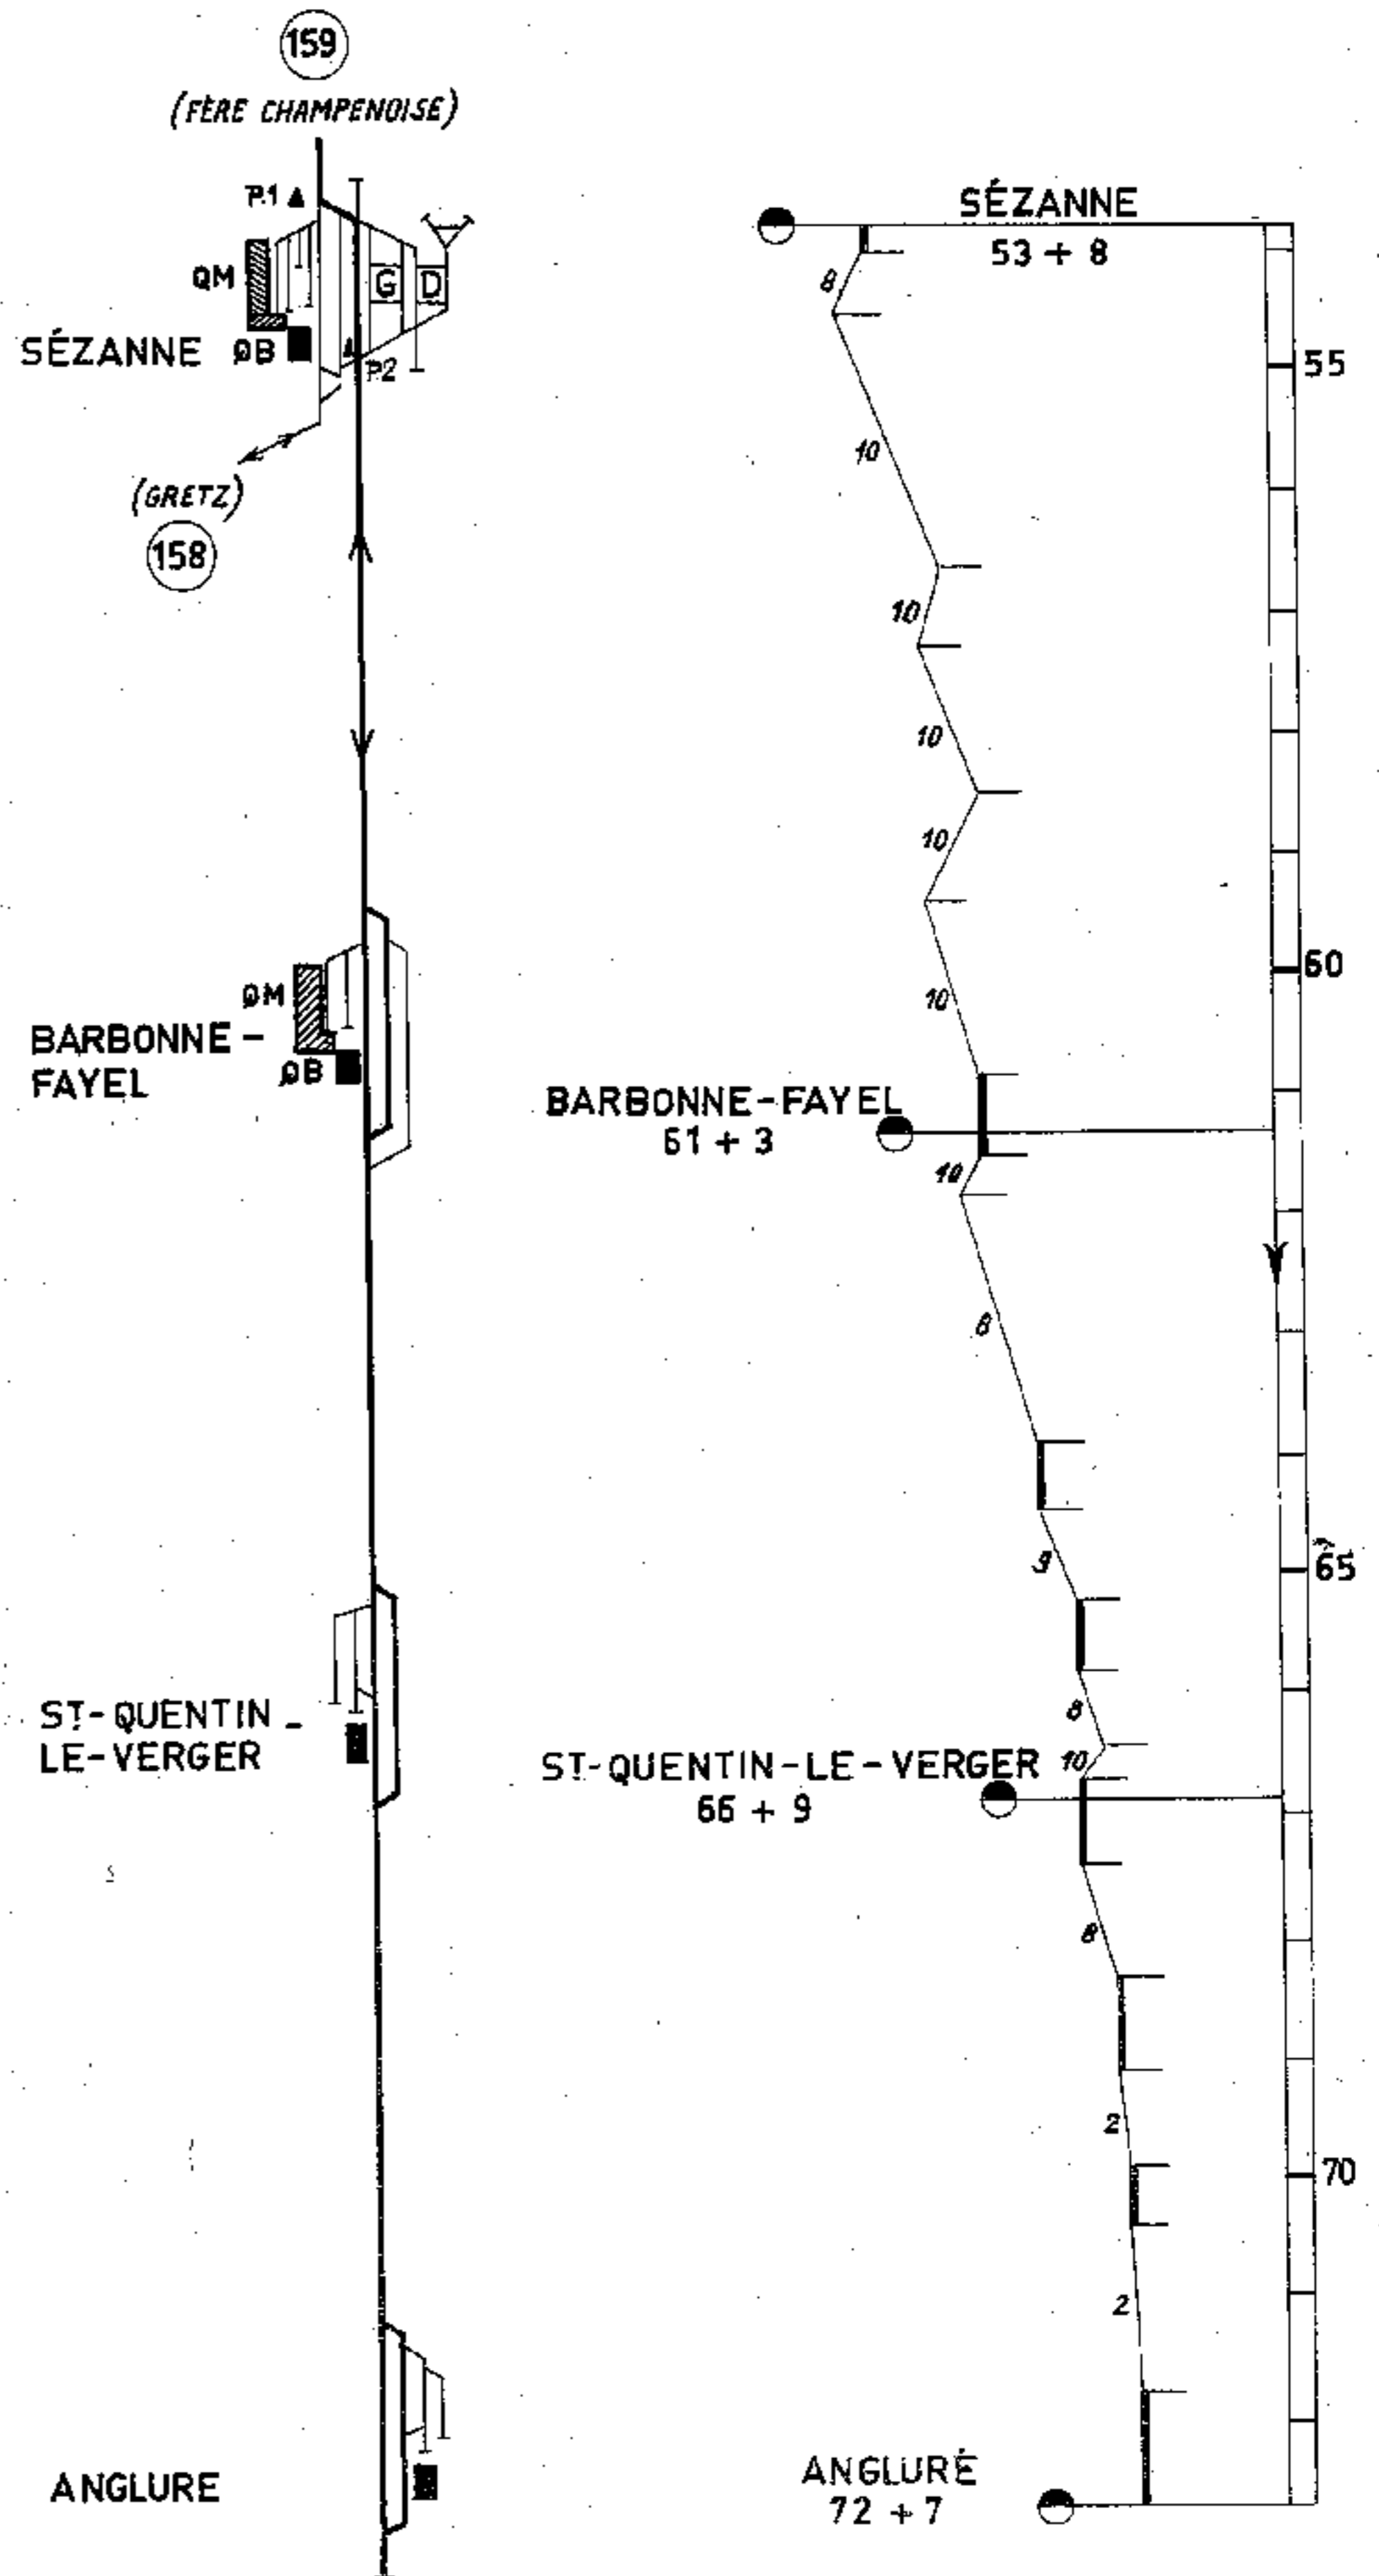 159
(FÈRE CHAMPENOISE)
P.1
QM
G
D
SÉZANNE
QB
P.2
(GRETZ)
158
QM
BARBONNE-
FAYEL
QB
ST-QUENTIN-
LE-VERGER
ANGLURE
SÉZANNE
53 + 8
8
55
10
10
10
10
60
10
BARBONNE-FAYEL
61 + 3
10
8
65
9
8
10
ST-QUENTIN-LE-VERGER
66 + 9
8
2
70
2
ANGLURE
72 + 7